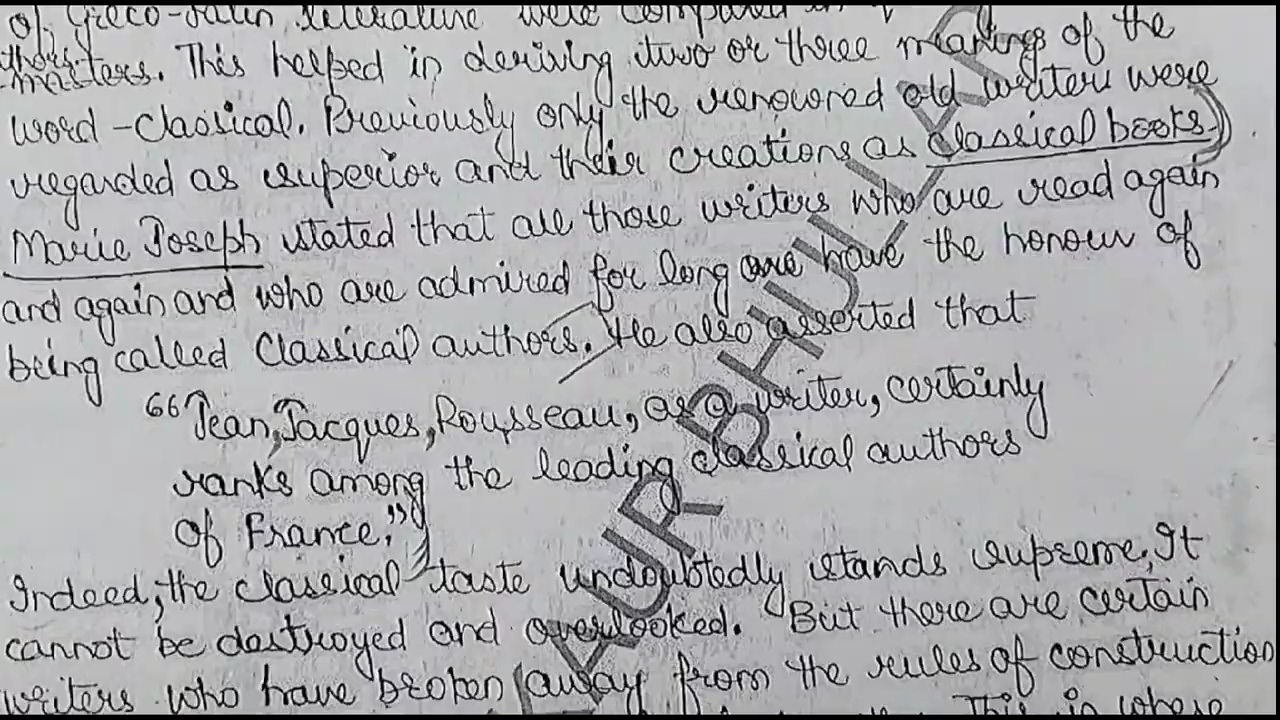 of Greco-Latin literature were compared
thors.
masters. This helped in deriving two or three meanings of the
word -classical. Previously only the renowored old writers were
regarded as superior and their creations as classical books.
Marie Joseph stated that all those writers who are read again
and again and who are admired for long are have the honour of
being called Classical authors. He also asserted that
"Jean, Jacques, Rousseau, as a writer, certainly
ranks among the leading classical authors
of France."
Indeed, the classical taste undoubtedly stands supreme, It
cannot be destroyed and overlooked. But there are certain
writers who have broken away from the rules of construction
This is whose